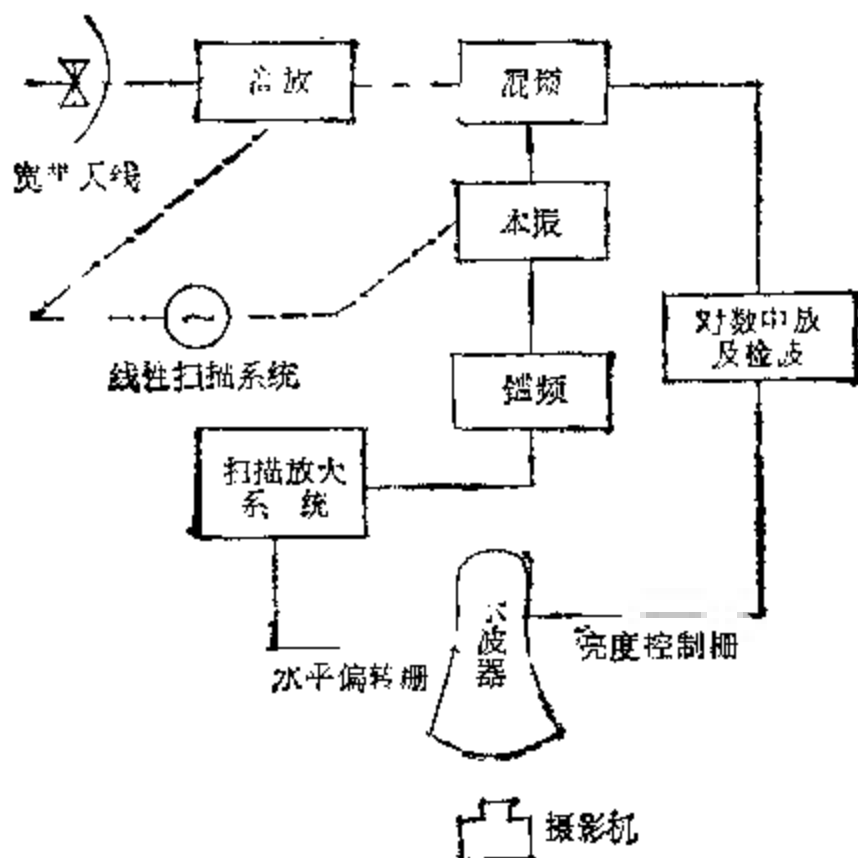 高放
混频
宽带天线
本振
对数中放
及检波
线性扫描系统
鉴频
扫描放大
系统
示波器
水平偏转栅
亮度控制栅
摄影机